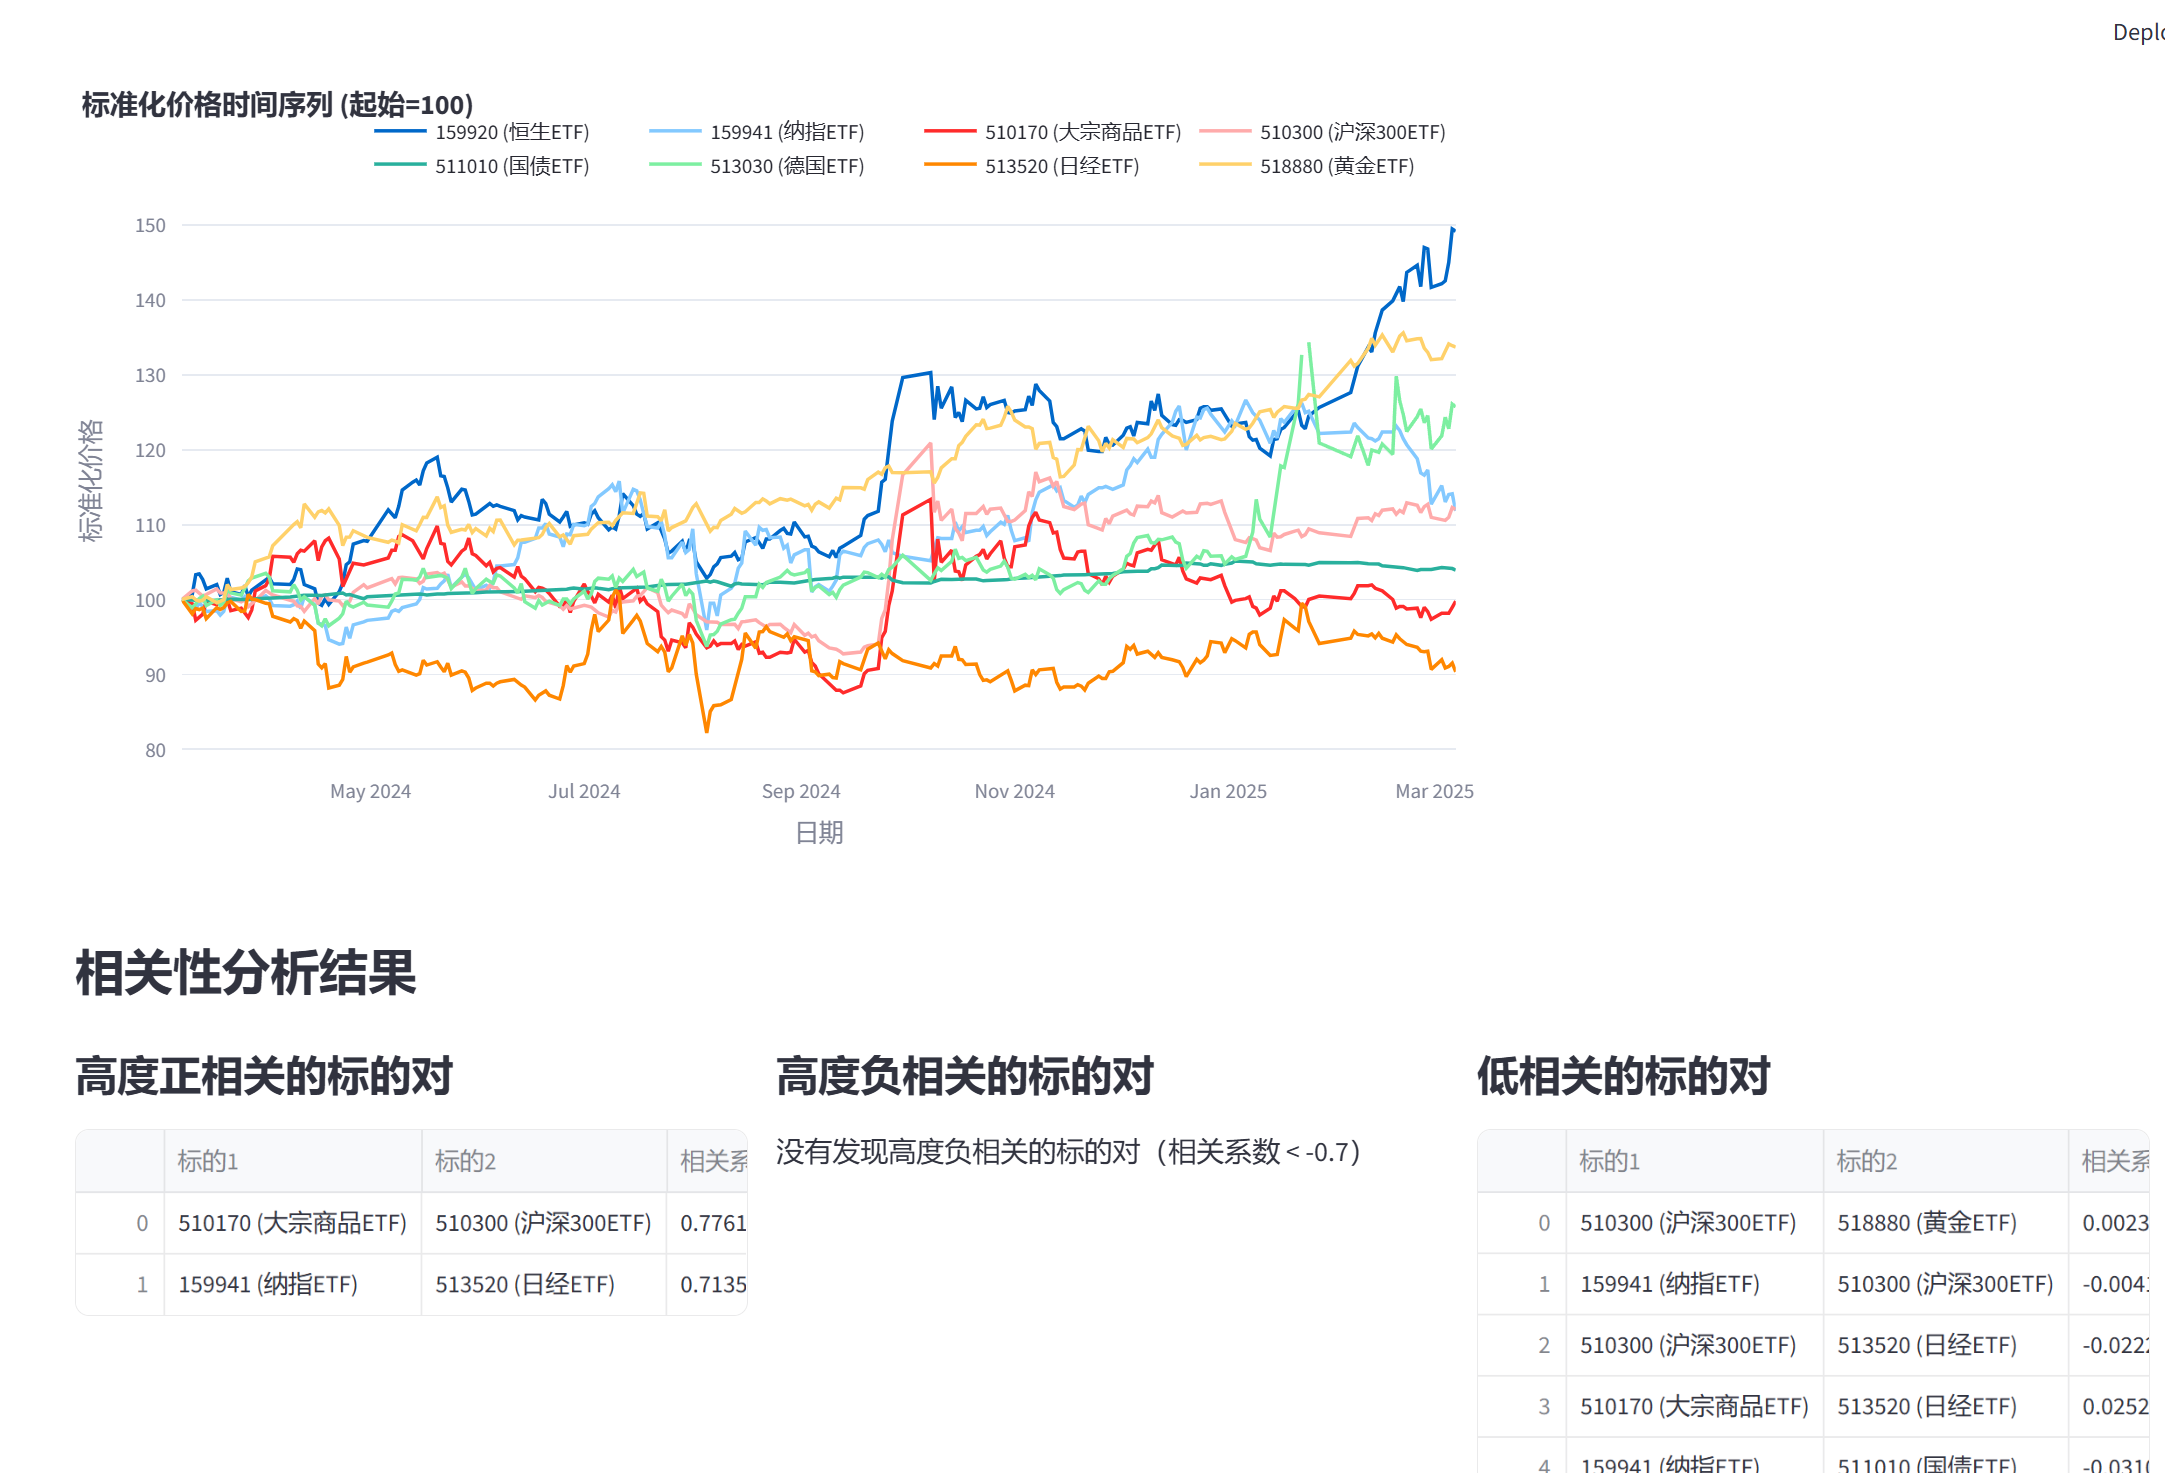 Deplo
标准化价格时间序列 (起始=100)
159920 (恒生ETF) 159941 (纳指ETF) 510170 (大宗商品ETF) 510300 (沪深300ETF)
511010 (国债ETF) 513030 (德国ETF) 513520 (日经ETF) 518880 (黄金ETF)
150
140
130
120
110
100
90
80
标准化价格
May 2024 Jul 2024 Sep 2024 Nov 2024 Jan 2025 Mar 2025
日期
相关性分析结果
高度正相关的标的对
标的1 标的2 相关系
0 510170 (大宗商品ETF) 510300 (沪深300ETF) 0.7761
1 159941 (纳指ETF) 513520 (日经ETF) 0.7135
高度负相关的标的对
没有发现高度负相关的标的对（相关系数 < -0.7）
低相关的标的对
标的1 标的2 相关系
0 510300 (沪深300ETF) 518880 (黄金ETF) 0.0023
1 159941 (纳指ETF) 510300 (沪深300ETF) -0.004
2 510300 (沪深300ETF) 513520 (日经ETF) -0.022
3 510170 (大宗商品ETF) 513520 (日经ETF) 0.0252
4 159941 (纳指ETF) 511010 (国债ETF) -0.031